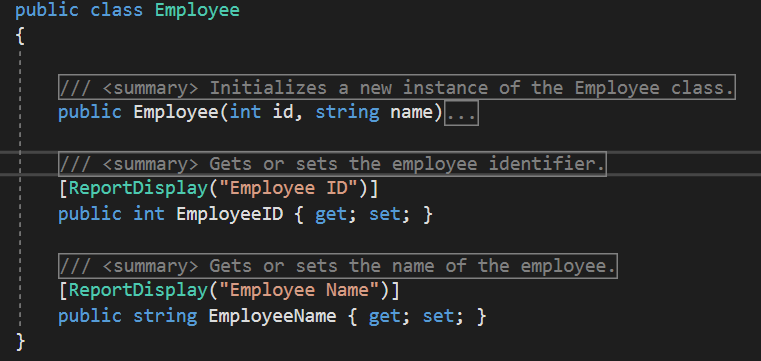 public class Employee
{
/// <summary> Initializes a new instance of the Employee class.
public Employee(int id, string name)...
/// <summary> Gets or sets the employee identifier.
[ReportDisplay("Employee ID")]
public int EmployeeID { get; set; }
/// <summary> Gets or sets the name of the employee.
[ReportDisplay("Employee Name")]
public string EmployeeName { get; set; }
}